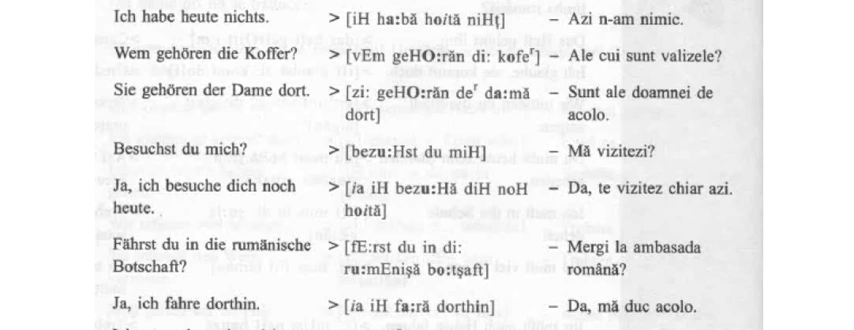 Ich habe heute nichts. > [iH ha:bă hoită niHţ] – Azi n-am nimic.
Wem gehören die Koffer? > [vEm geHO:răn di: kofeʳ] – Ale cui sunt valizele?
Sie gehören der Dame dort. > [zi: geHO:răn deʳ da:mă – Sunt ale doamnei de
dort] acolo.
Besuchst du mich? > [bezu:Hst du miH] – Mă vizitezi?
Ja, ich besuche dich noch > [ia iH bezu:Hă diH noH – Da, te vizitez chiar azi.
heute. hoită]
Fährst du in die rumänische > [fE:rst du in di: – Mergi la ambasada
Botschaft? ru:mEnişă bo:tşaft] română?
Ja, ich fahre dorthin. > [ia iH fa:ră dorthin] – Da, mă duc acolo.